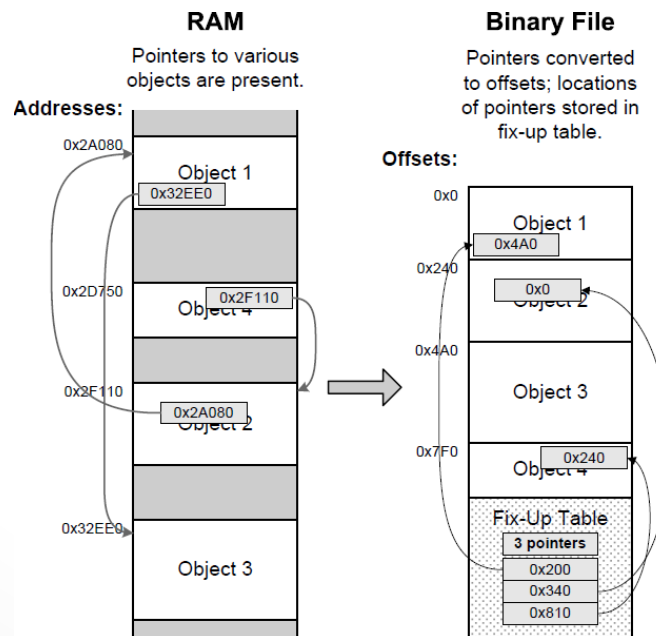 RAM
Pointers to various
objects are present.
Addresses:
0x2A080
Object 1
0x32EE0
0x2D750
0x2F110
Object 4
0x2F110
0x2A080
Object 2
0x32EE0
Object 3
Binary File
Pointers converted
to offsets; locations
of pointers stored in
fix-up table.
Offsets:
0x0
Object 1
0x4A0
0x240
0x0
Object 2
0x4A0
Object 3
0x7F0
0x240
Object 4
Fix-Up Table
3 pointers
0x200
0x340
0x810